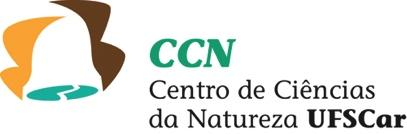 CCN
Centro de Ciências
da Natureza UFSCar